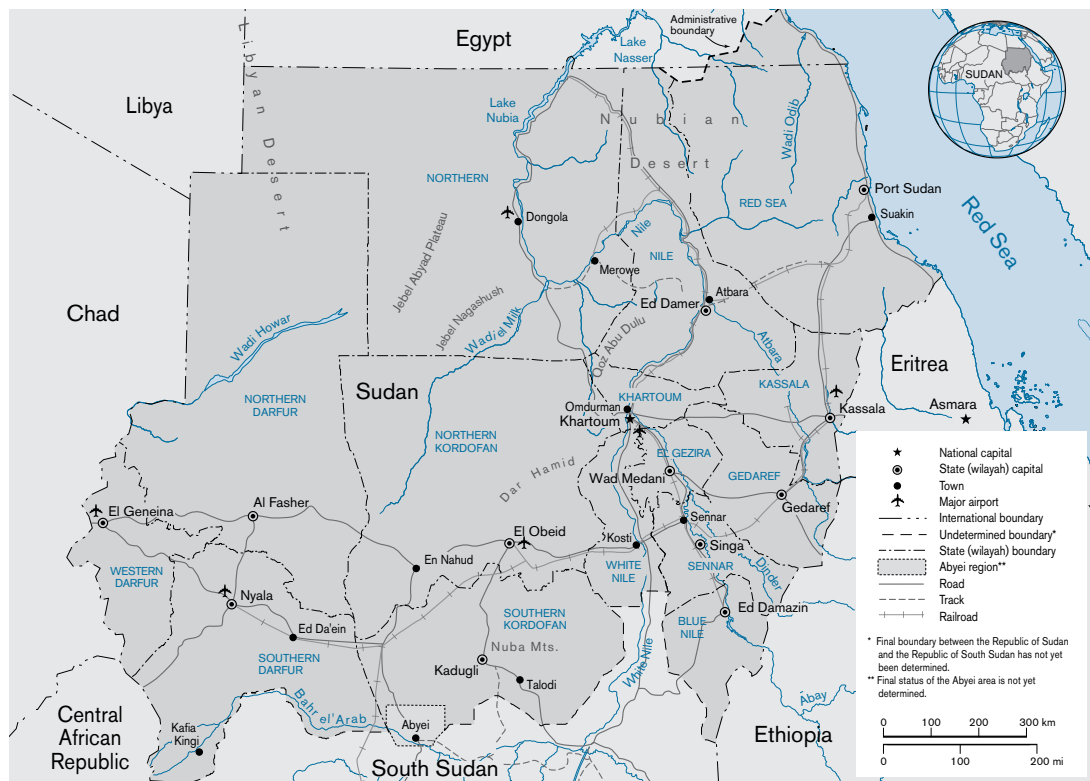 Egypt
Administrative
boundary
Lake
Nasser
Libya
Libyan Desert
Lake
Nubia
Nubian
Desert
Wadi Odib
SUDAN
NORTHERN
RED SEA
Port Sudan
Suakin
Red Sea
Dongola
Nile
NILE
Merowe
Jebel Abyad Plateau
Jebel Nagashush
Wadi el Milk
Atbara
Ed Damer
Qoz Abu Dulu
Atbara
Chad
Wadi Howar
Eritrea
Sudan
KASSALA
Asmara
NORTHERN
DARFUR
Omdurman
KHARTOUM
Khartoum
Kassala
NORTHERN
KORDOFAN
EL GEZIRA
GEDAREF
Dar Hamid
Wad Medani
Gedaref
El Geneina
Al Fasher
El Obeid
Sennar
Kosti
Singa
En Nahud
WHITE
NILE
SENNAR
Dinder
WESTERN
DARFUR
Nyala
SOUTHERN
KORDOFAN
Ed Damazin
BLUE
NILE
Ed Da'ein
Nuba Mts.
SOUTHERN
DARFUR
Kadugli
Talodi
White Nile
Bahr el'Arab
Abay
Central
African
Republic
Kafia
Kingi
Abyei
Ethiopia
South Sudan
National capital
State (wilayah) capital
Town
Major airport
International boundary
Undetermined boundary*
State (wilayah) boundary
Abyei region**
Road
Track
Railroad
* Final boundary between the Republic of Sudan
and the Republic of South Sudan has not yet
been determined.
** Final status of the Abyei area is not yet
determined.
0 100 200 300 km
0 100 200 mi